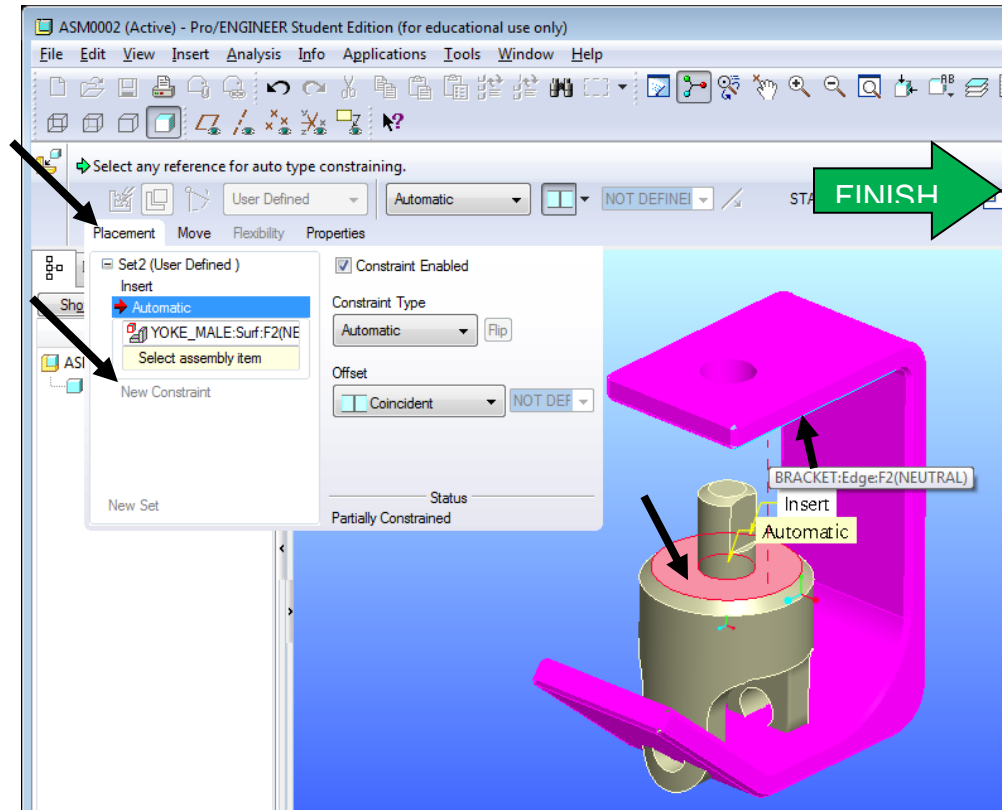 ASM0002 (Active) - Pro/ENGINEER Student Edition (for educational use only)
File Edit View Insert Analysis Info Applications Tools Window Help
Select any reference for auto type constraining.
User Defined Automatic NOT DEFINEI STA FINISH
Placement Move Flexibility Properties
Set2 (User Defined )
Insert
Automatic
YOKE_MALE:Surf:F2(NE
Select assembly item
New Constraint
New Set
Constraint Enabled
Constraint Type
Automatic Flip
Offset
Coincident NOT DEF
Status
Partially Constrained
Sho
ASM
BRACKET:Edge:F2(NEUTRAL)
Insert
Automatic